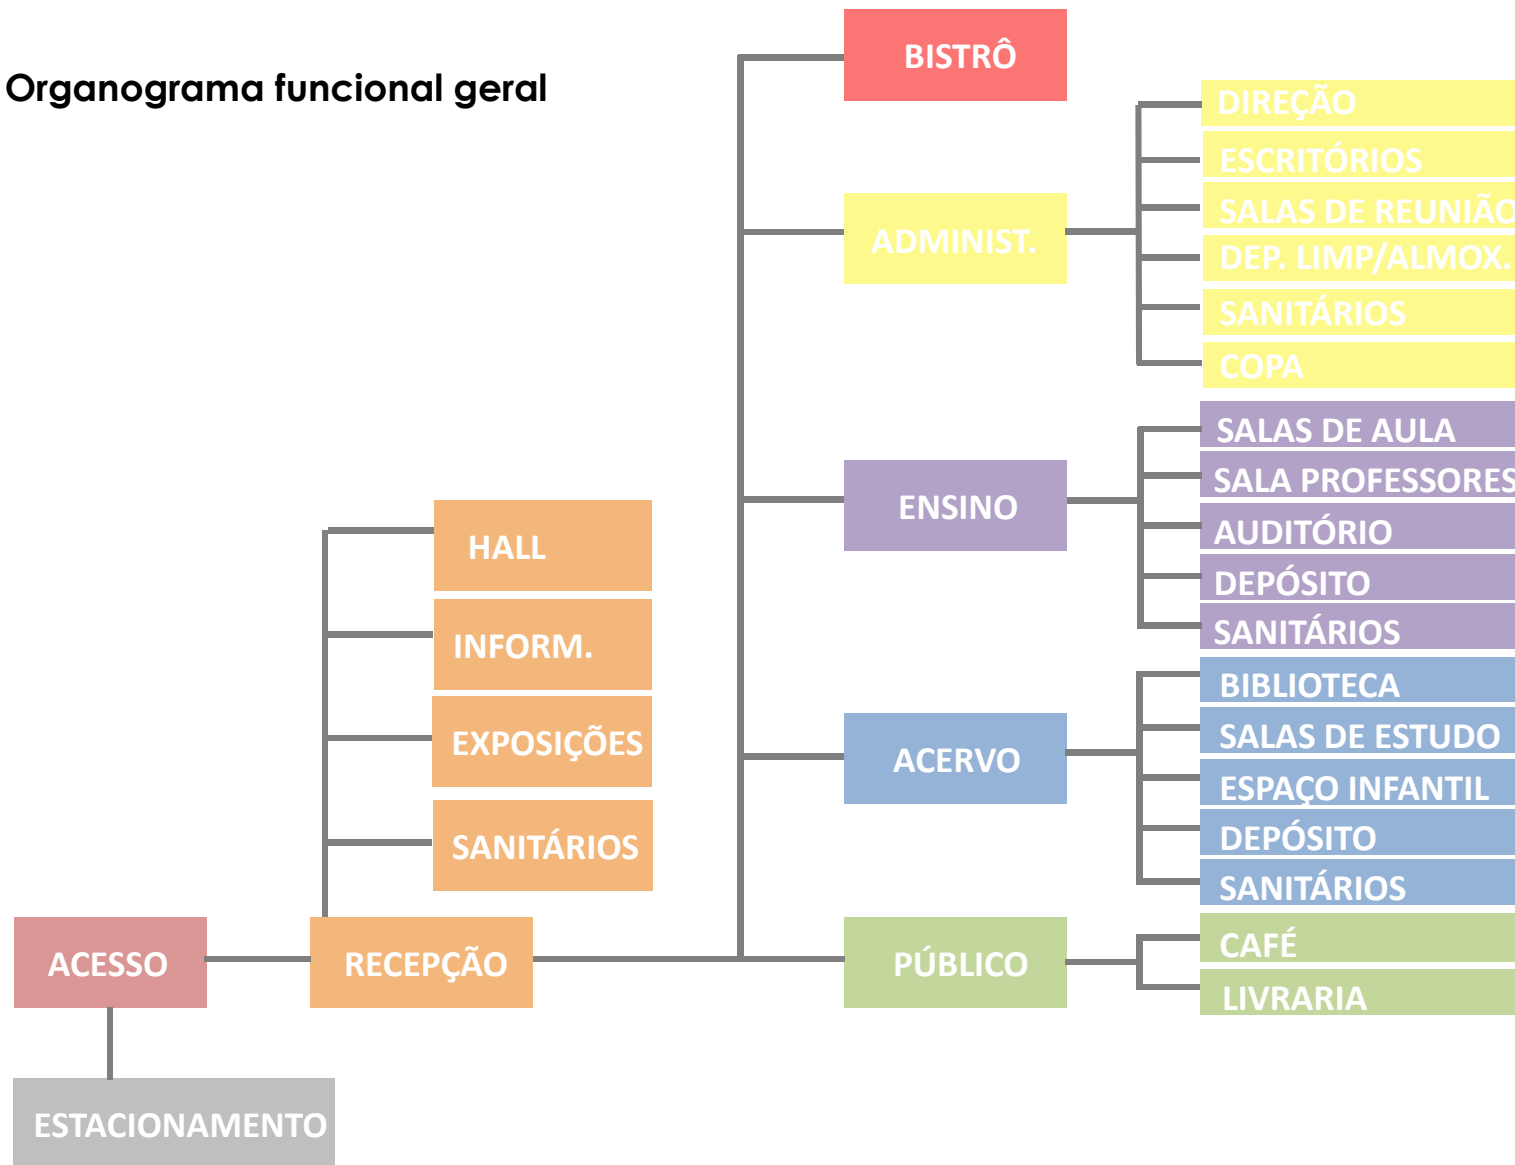 Organograma funcional geral
BISTRÔ
ADMINIST.
DIREÇÃO
ESCRITÓRIOS
SALAS DE REUNIÃO
DEP. LIMP/ALMOX.
SANITÁRIOS
COPA
ENSINO
SALAS DE AULA
SALA PROFESSORES
AUDITÓRIO
DEPÓSITO
SANITÁRIOS
HALL
INFORM.
EXPOSIÇÕES
SANITÁRIOS
ACERVO
BIBLIOTECA
SALAS DE ESTUDO
ESPAÇO INFANTIL
DEPÓSITO
SANITÁRIOS
ACESSO
RECEPÇÃO
PÚBLICO
CAFÉ
LIVRARIA
ESTACIONAMENTO